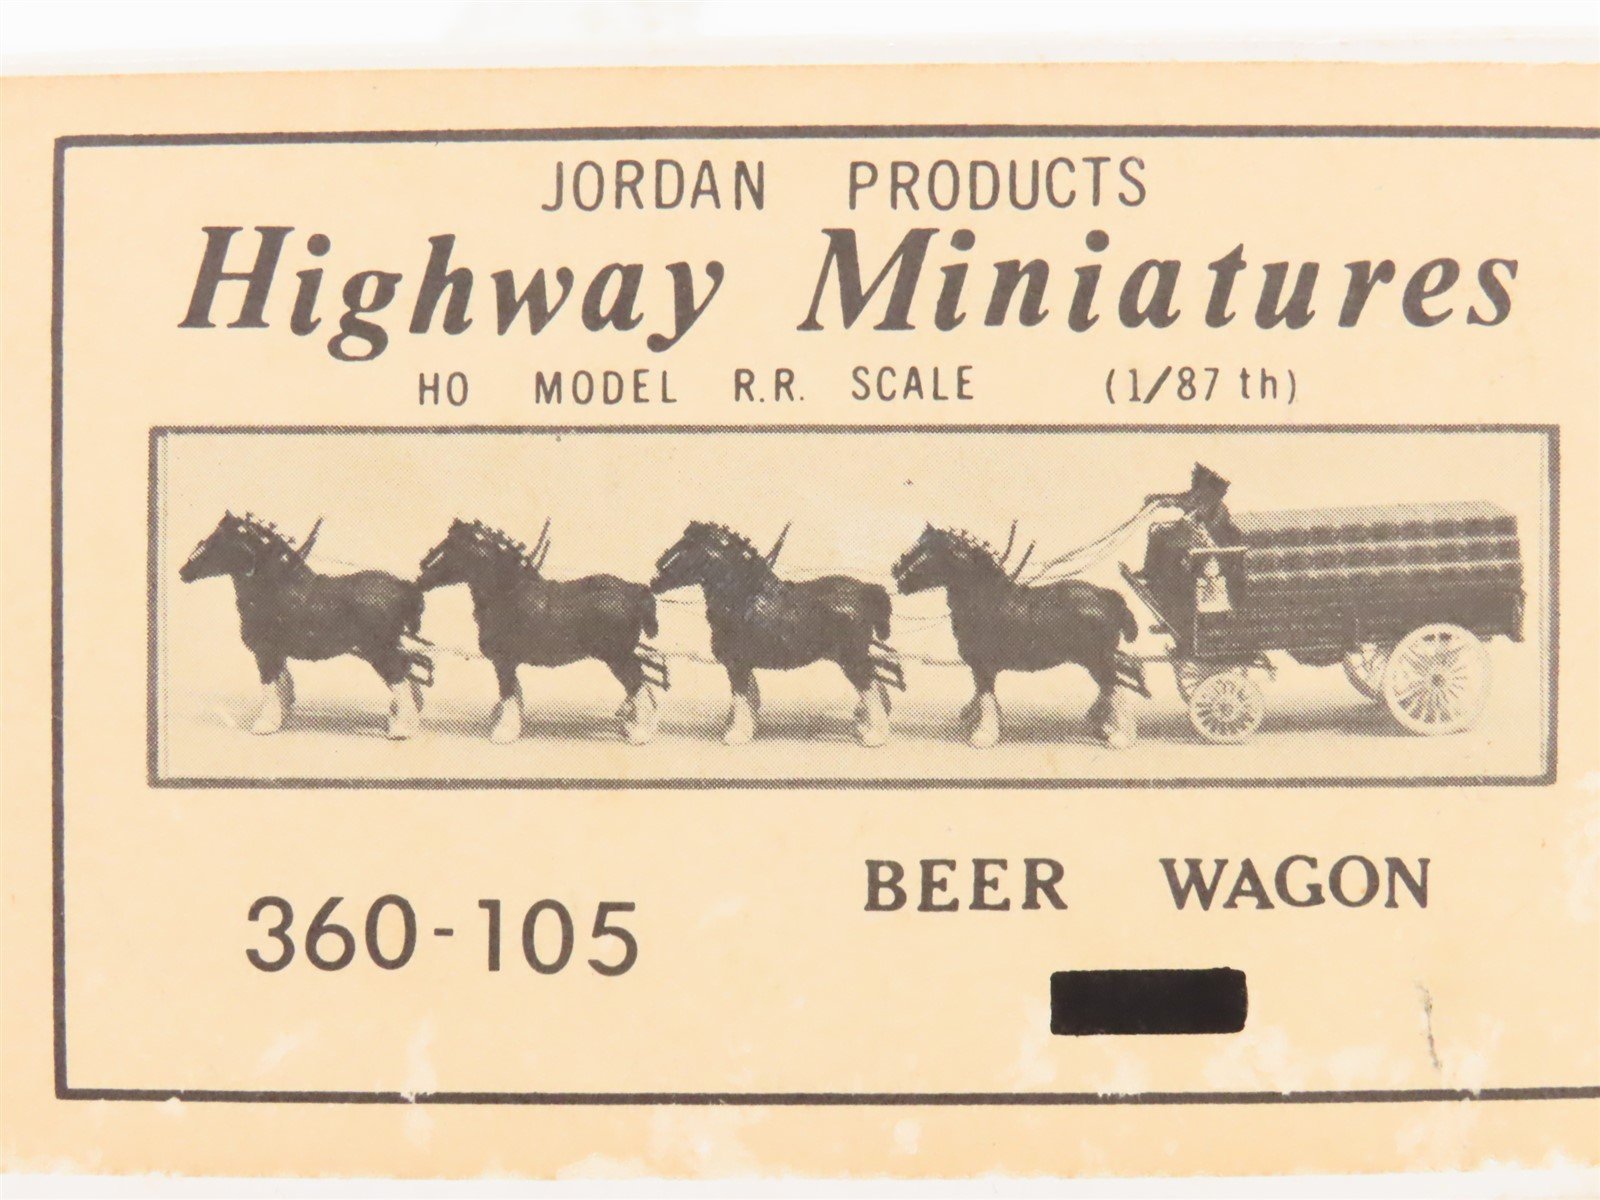 JORDAN PRODUCTS
Highway Miniatures
HO MODEL R.R. SCALE (1/87 th)
BEER WAGON
360-105